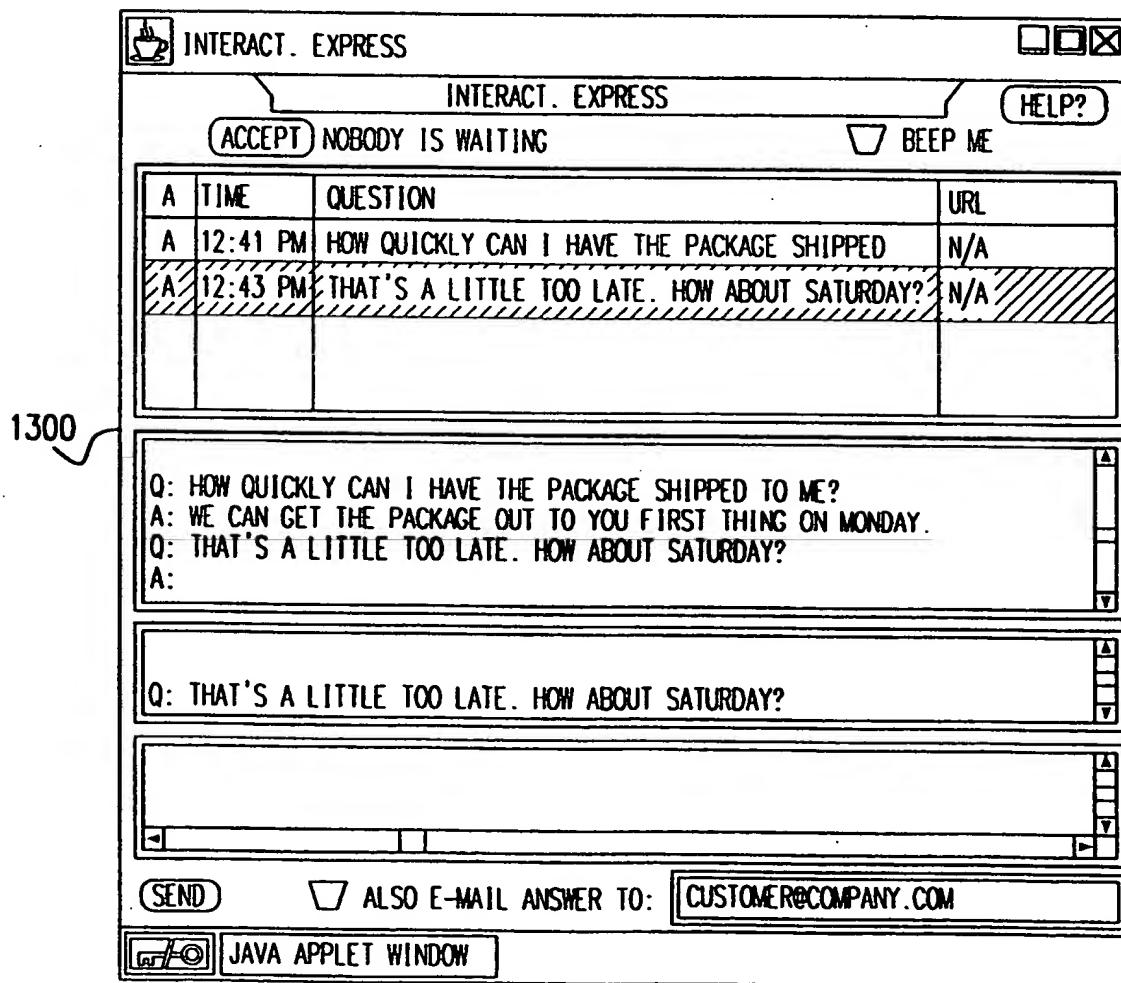 INTERACT. EXPRESS
INTERACT. EXPRESS
HELP?
ACCEPT NOBODY IS WAITING BEEP ME
A TIME QUESTION URL
A 12:41 PM HOW QUICKLY CAN I HAVE THE PACKAGE SHIPPED N/A
A 12:43 PM THAT'S A LITTLE TOO LATE. HOW ABOUT SATURDAY? N/A
1300
Q: HOW QUICKLY CAN I HAVE THE PACKAGE SHIPPED TO ME?
A: WE CAN GET THE PACKAGE OUT TO YOU FIRST THING ON MONDAY.
Q: THAT'S A LITTLE TOO LATE. HOW ABOUT SATURDAY?
A:
Q: THAT'S A LITTLE TOO LATE. HOW ABOUT SATURDAY?
SEND ALSO E-MAIL ANSWER TO: CUSTOMER@COMPANY.COM
JAVA APPLET WINDOW